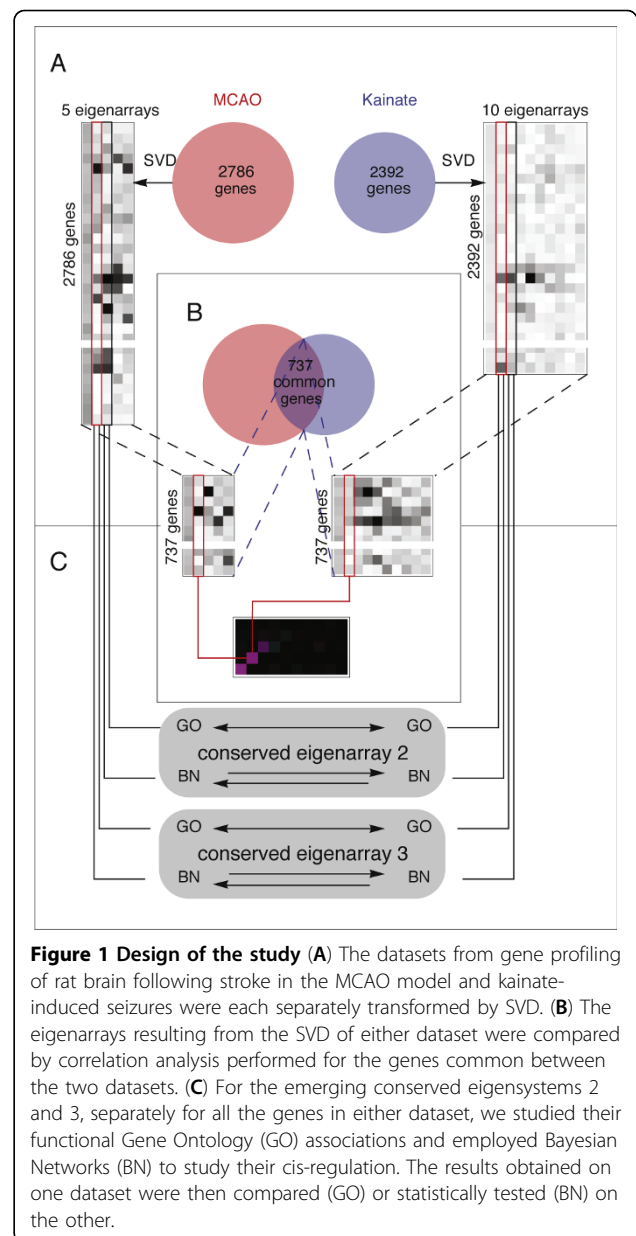 A
MCAO
Kainate
5 eigenarrays
10 eigenarrays
SVD
2786
genes
2392
genes
SVD
2786 genes
2392 genes
B
737
common
genes
737 genes
737 genes
C
GO
GO
conserved eigenarray 2
BN
BN
GO
GO
conserved eigenarray 3
BN
BN
Figure 1 Design of the study (A) The datasets from gene profiling
of rat brain following stroke in the MCAO model and kainate-
induced seizures were each separately transformed by SVD. (B) The
eigenarrays resulting from the SVD of either dataset were compared
by correlation analysis performed for the genes common between
the two datasets. (C) For the emerging conserved eigensystems 2
and 3, separately for all the genes in either dataset, we studied their
functional Gene Ontology (GO) associations and employed Bayesian
Networks (BN) to study their cis-regulation. The results obtained on
one dataset were then compared (GO) or statistically tested (BN) on
the other.